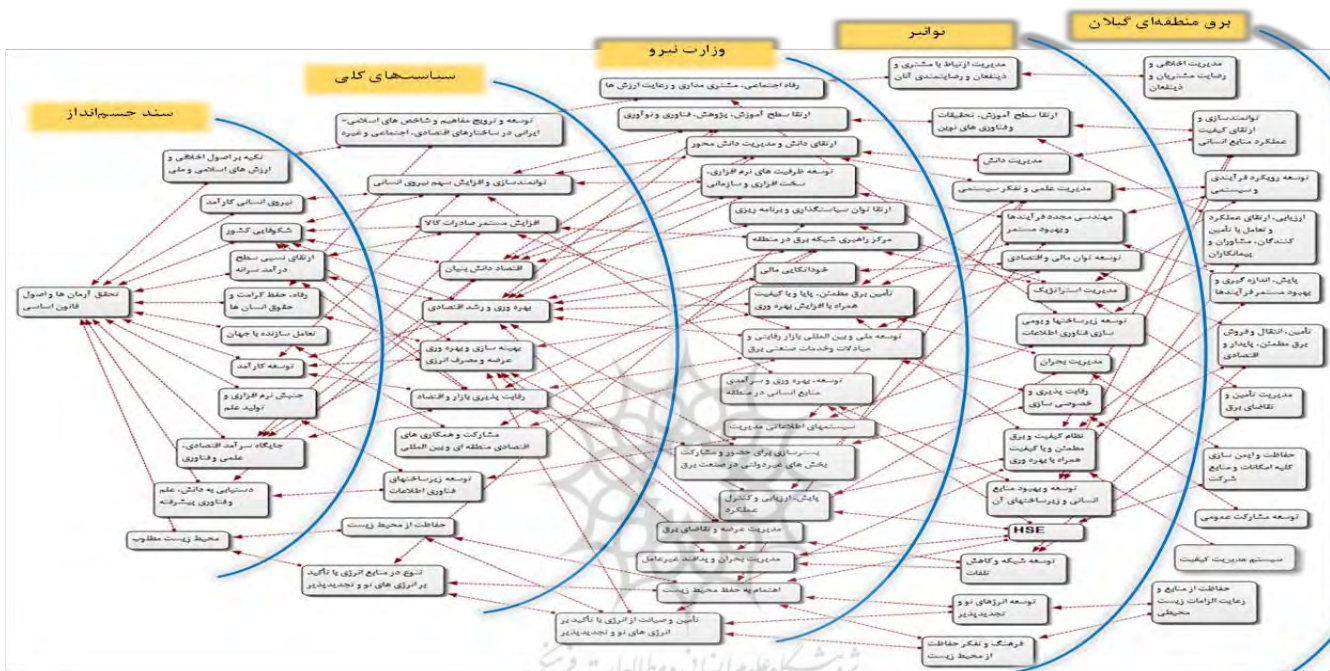 برق منطقه‌ای گیلان
توانیر
وزارت نیرو
سیاست‌های کلی
سند چشم‌انداز
مدیریت اخلاقی و
رضایت مشتریان و
ذینفعان
توانمندسازی و
ارتقای کیفیت
عملکرد منابع انسانی
توسعه رویکرد فرآیندی
و سیستمی
ارزیابی، ارتقای عملکرد
و تعامل با تأمین
کنندگان، مشاوران و
پیمانکاران
پایش، اندازه گیری و
بهبود مستمر فرآیندها
تأمین، انتقال و فروش
برق مطمئن، پایدار و
اقتصادی
مدیریت تأمین و
تقاضای برق
حفاظت و ایمن سازی
کلیه امکانات و منابع
شرکت
توسعه مشارکت عمومی
سیستم مدیریت کیفیت
حفاظت از منابع و
رعایت الزامات زیست
محیطی
مدیریت ارتباط با مشتری و
ذینفعان و رضایتمندی آنان
ارتقا سطح آموزش، تحقیقات
و فناوری های نوین
مدیریت دانش
مدیریت علمی و تفکر سیستمی
مهندسی مجدد فرآیندها
و بهبود مستمر
توسعه توان مالی و اقتصادی
مدیریت استراتژیک
توسعه زیرساختها و بومی
سازی فناوری اطلاعات
مدیریت بحران
رقابت پذیری و
خصوصی سازی
نظام کیفیت و برق
مطمئن و با کیفیت
همراه با بهره وری
توسعه و بهبود منابع
انسانی و زیرساختهای آن
HSE
توسعه شبکه و کاهش
تلفات
توسعه انرژهای نو و
تجدیدپذیر
فرهنگ و تفکر حفاظت
از محیط زیست
رفاه اجتماعی، مشتری مداری و رعایت ارزش ها
ارتقا سطح آموزش، پژوهش، فناوری و نوآوری
ارتقای دانش و مدیریت دانش محور
توسعه ظرفیت های نرم افزاری،
سخت افزاری و سازمانی
ارتقا توان سیاستگذاری و برنامه ریزی
مرکز راهبری شبکه برق در منطقه
خوداتکایی مالی
تأمین برق مطمئن، پایا و با کیفیت
همراه با افزایش بهره وری
توسعه ملی و بین المللی بازار رقابتی و
مبادلات وخدمات صنعتی برق
توسعه، بهره وری و سرآمدی
منابع انسانی در منطقه
سیستمهای اطلاعاتی مدیریت
بسترسازی برای حضور و مشارکت
بخش های غیردولتی در صنعت برق
پایش، ارزیابی و کنترل
عملکرد
مدیریت عرضه و تقاضای برق
مدیریت بحران و پدافند غیرعامل
اهتمام به حفظ محیط زیست
تأمین و صیانت از انرژی با تأکید بر
انرژی های نو و تجدیدپذیر
توسعه و ترویج مفاهیم و شاخص های اسلامی-
ایرانی در ساختارهای اقتصادی، اجتماعی و غیره
توانمندسازی و افزایش سهم نیروی انسانی
افزایش مستمر صادرات کالا
اقتصاد دانش بنیان
بهره وری و رشد اقتصادی
بهینه سازی و بهره وری
عرضه و مصرف انرژی
رقابت پذیری بازار و اقتصاد
مشارکت و همکاری های
اقتصادی منطقه ای و بین المللی
توسعه زیرساختهای
فناوری اطلاعات
حفاظت از محیط زیست
تنوع در منابع انرژی با تأکید
بر انرژی های نو و تجدیدپذیر
تکیه بر اصول اخلاقی و
ارزش های اسلامی و ملی
نیروی انسانی کارآمد
شکوفایی کشور
ارتقای نسبی سطح
درآمد سرانه
رفاه، حفظ کرامت و
حقوق انسان ها
تعامل سازنده با جهان
توسعه کارآمد
جنبش نرم افزاری و
تولید علم
جایگاه سرآمد اقتصادی،
علمی وفناوری
دستیابی به دانش، علم
و فناوری پیشرفته
محیط زیست مطلوب
تحقق آرمان ها و اصول
قانون اساسی